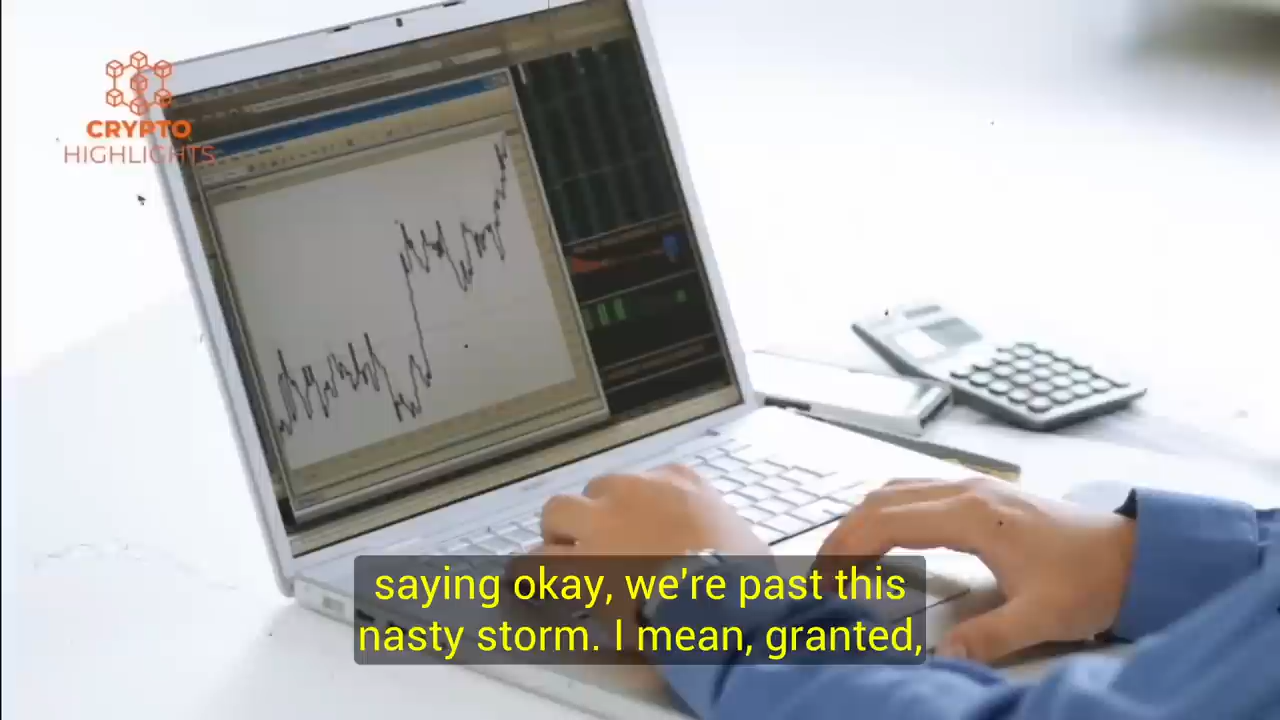 CRYPTO
HIGHLIGHTS
saying okay, we're past this
nasty storm. I mean, granted,